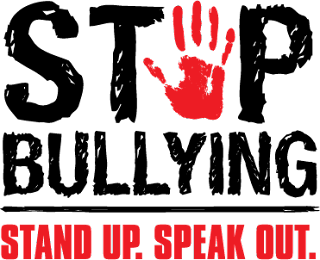 STOP
BULLYING
STAND UP. SPEAK OUT.